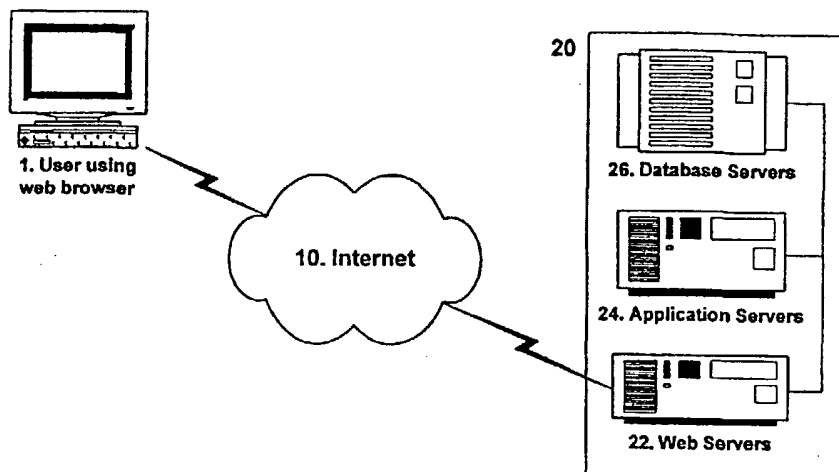 20
1. User using
web browser
26. Database Servers
10. Internet
24. Application Servers
22. Web Servers